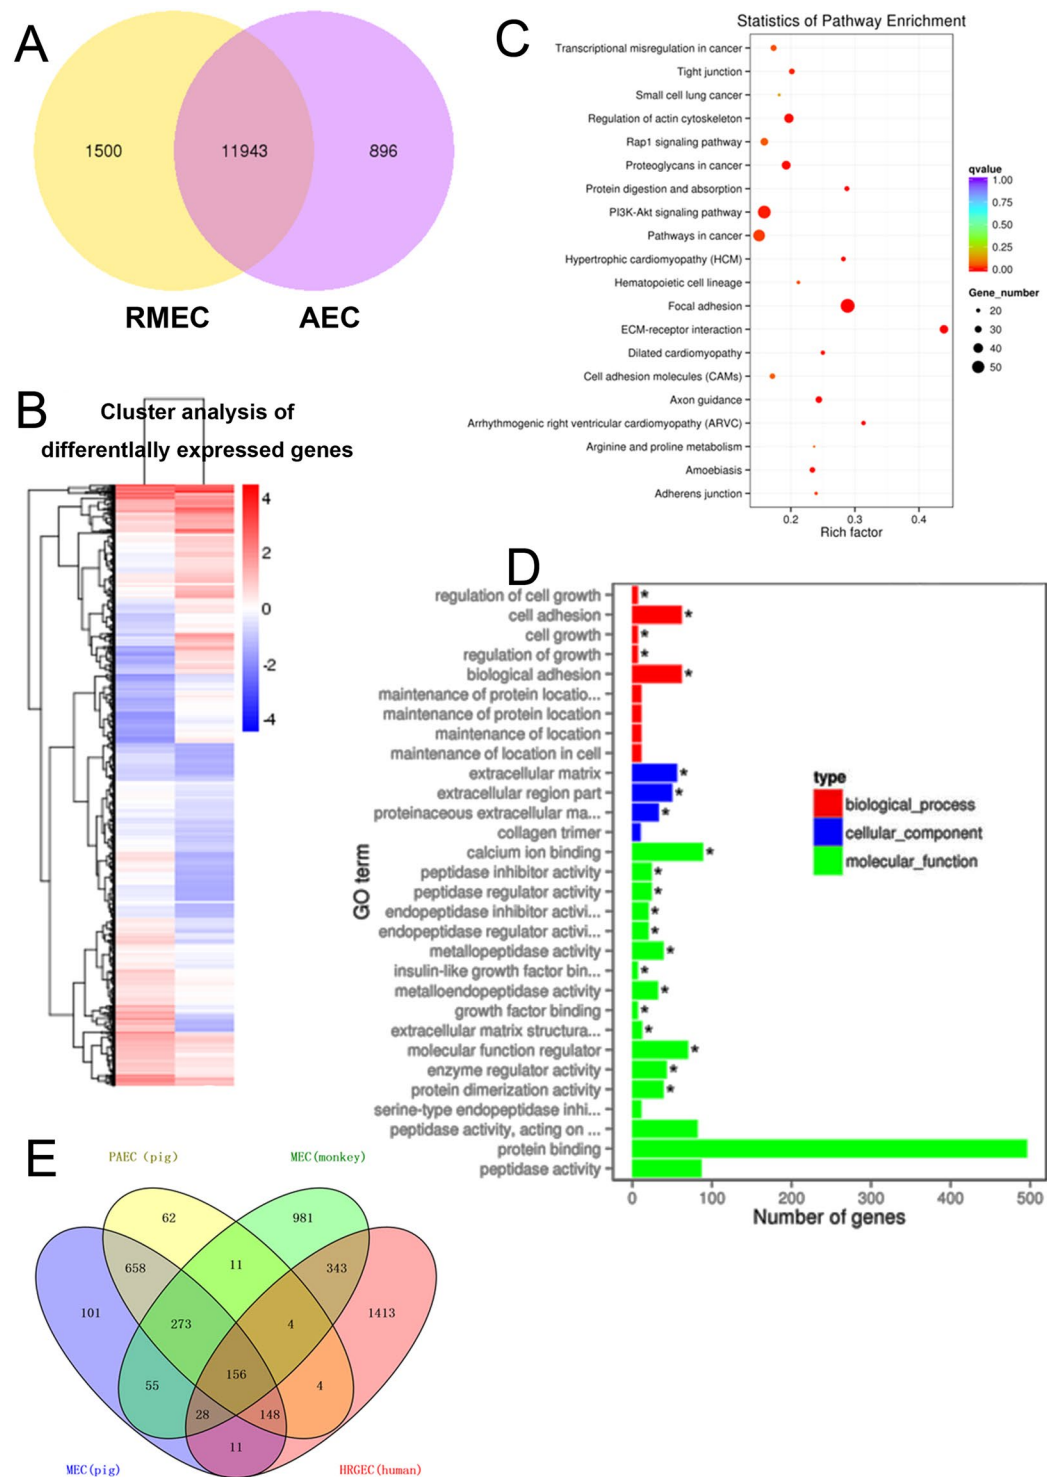 A
1500
11943
896
RMEC
AEC
B
Cluster analysis of
differentlally expressed genes
4
2
0
-2
-4
C
Statistics of Pathway Enrichment
Transcriptional misregulation in cancer
Tight junction
Small cell lung cancer
Regulation of actin cytoskeleton
Rap1 signaling pathway
Proteoglycans in cancer
Protein digestion and absorption
PI3K-Akt signaling pathway
Pathways in cancer
Hypertrophic cardiomyopathy (HCM)
Hematopoietic cell lineage
Focal adhesion
ECM-receptor interaction
Dilated cardiomyopathy
Cell adhesion molecules (CAMs)
Axon guidance
Arrhythmogenic right ventricular cardiomyopathy (ARVC)
Arginine and proline metabolism
Amoebiasis
Adherens junction
0.2 0.3 0.4
Rich factor
qvalue
1.00
0.75
0.50
0.25
0.00
Gene_number
20
30
40
50
D
regulation of cell growth *
cell adhesion *
cell growth *
regulation of growth *
biological adhesion *
maintenance of protein locatio...
maintenance of protein location
maintenance of location
maintenance of location in cell
extracellular matrix *
extracellular region part *
proteinaceous extracellular ma... *
collagen trimer
calcium ion binding *
peptidase inhibitor activity *
peptidase regulator activity *
endopeptidase inhibitor activi... *
endopeptidase regulator activi... *
metallopeptidase activity *
insulin-like growth factor bin... *
metalloendopeptidase activity *
growth factor binding *
extracellular matrix structura... *
molecular function regulator *
enzyme regulator activity *
protein dimerization activity *
serine-type endopeptidase inhi...
peptidase activity, acting on ...
protein binding
peptidase activity
GO term
0 100 200 300 400 500
Number of genes
type
biological_process
cellular_component
molecular_function
E
PAEC (pig)
MEC(monkey)
62
981
658
11
343
101
273
4
1413
156
55
4
28
148
11
MEC(pig)
HRGEC(human)